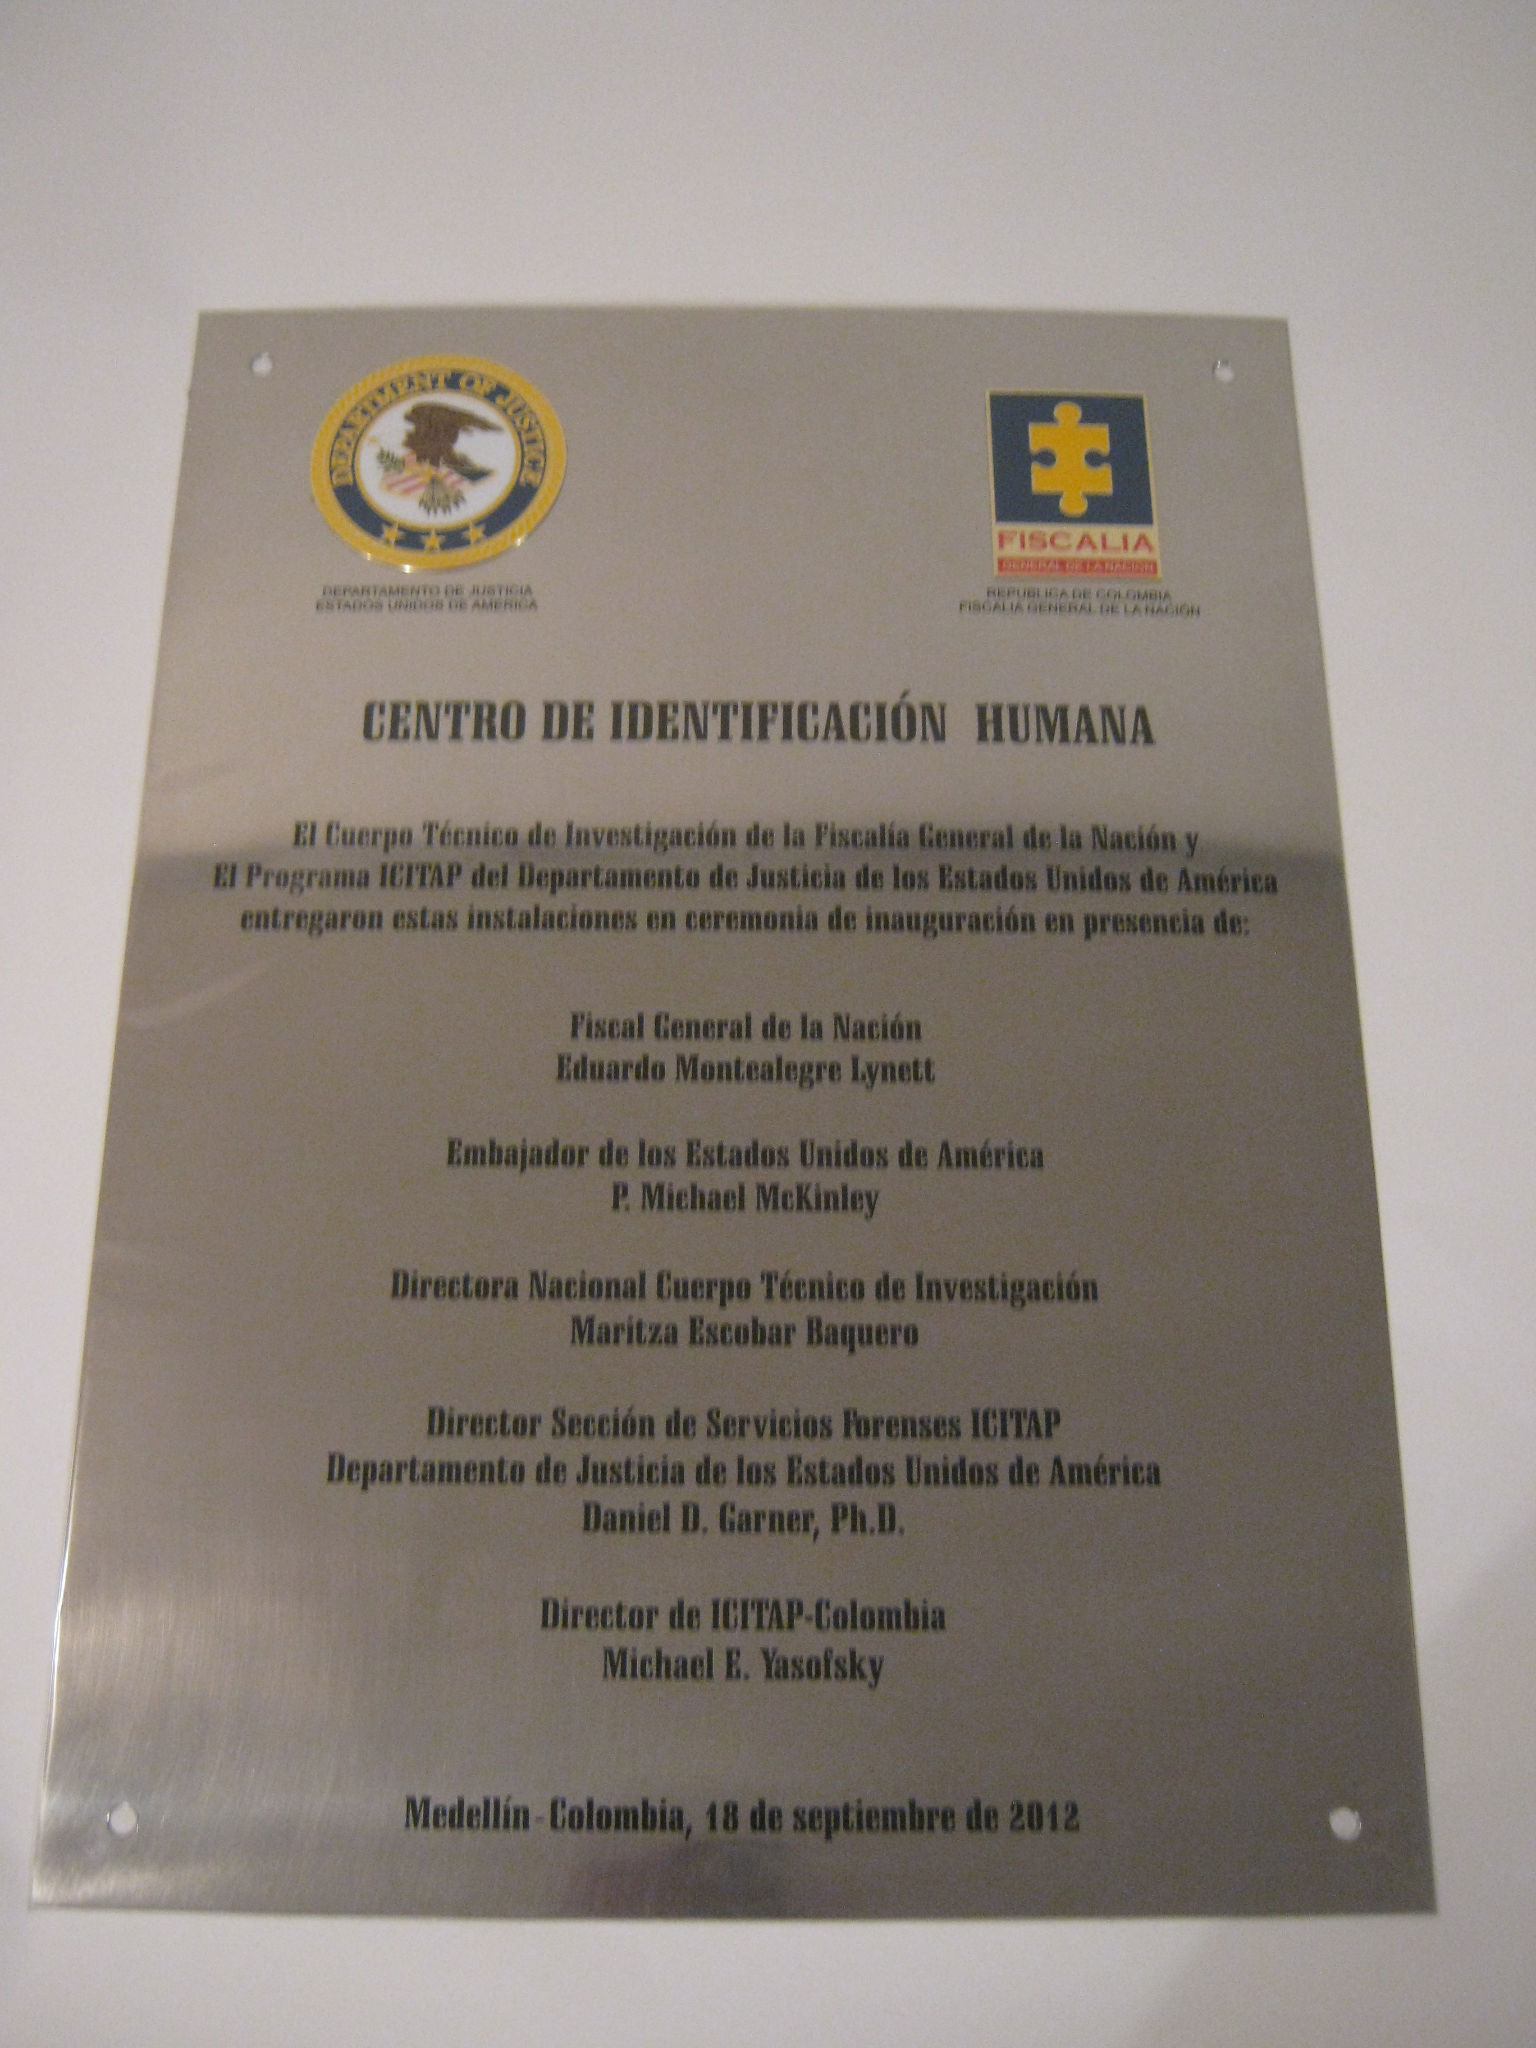 DEPARTMENT OF JUSTICE
DEPARTAMENTO DE JUSTICIA
ESTADOS UNIDOS DE AMERICA
FISCALIA
GENERAL DE LA NACION
REPUBLICA DE COLOMBIA
FISCALIA GENERAL DE LA NACIÓN
CENTRO DE IDENTIFICACIÓN HUMANA
El Cuerpo Técnico de Investigación de la Fiscalía General de la Nación y
El Programa ICITAP del Departamento de Justicia de los Estados Unidos de América
entregaron estas instalaciones en ceremonia de inauguración en presencia de:
Fiscal General de la Nación
Eduardo Montealegre Lynett
Embajador de los Estados Unidos de América
P. Michael McKinley
Directora Nacional Cuerpo Técnico de Investigación
Maritza Escobar Baquero
Director Sección de Servicios Forenses ICITAP
Departamento de Justicia de los Estados Unidos de América
Daniel D. Garner, Ph.D.
Director de ICITAP-Colombia
Michael E. Yasofsky
Medellín - Colombia, 18 de septiembre de 2012